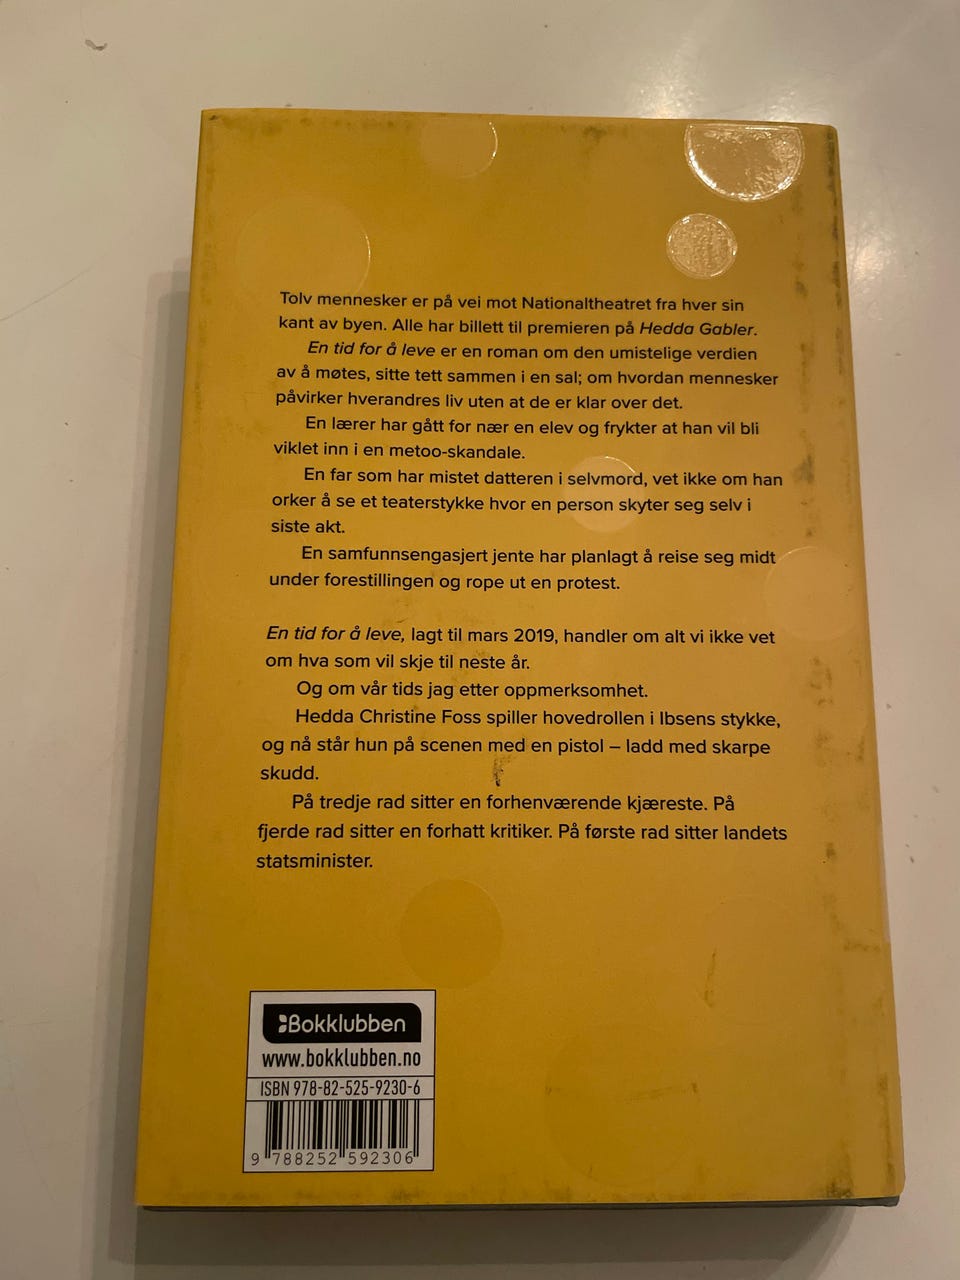 Tolv mennesker er på vei mot Nationaltheatret fra hver sin
kant av byen. Alle har billett til premieren på Hedda Gabler.
En tid for å leve er en roman om den umistelige verdien
av å møtes, sitte tett sammen i en sal; om hvordan mennesker
påvirker hverandres liv uten at de er klar over det.
En lærer har gått for nær en elev og frykter at han vil bli
viklet inn i en metoo-skandale.
En far som har mistet datteren i selvmord, vet ikke om han
orker å se et teaterstykke hvor en person skyter seg selv i
siste akt.
En samfunnsengasjert jente har planlagt å reise seg midt
under forestillingen og rope ut en protest.
En tid for å leve, lagt til mars 2019, handler om alt vi ikke vet
om hva som vil skje til neste år.
Og om vår tids jag etter oppmerksomhet.
Hedda Christine Foss spiller hovedrollen i Ibsens stykke,
og nå står hun på scenen med en pistol – ladd med skarpe
skudd.
På tredje rad sitter en forhenværende kjæreste. På
fjerde rad sitter en forhatt kritiker. På første rad sitter landets
statsminister.
Bokklubben
www.bokklubben.no
ISBN 978-82-525-9230-6
9 788252 592306